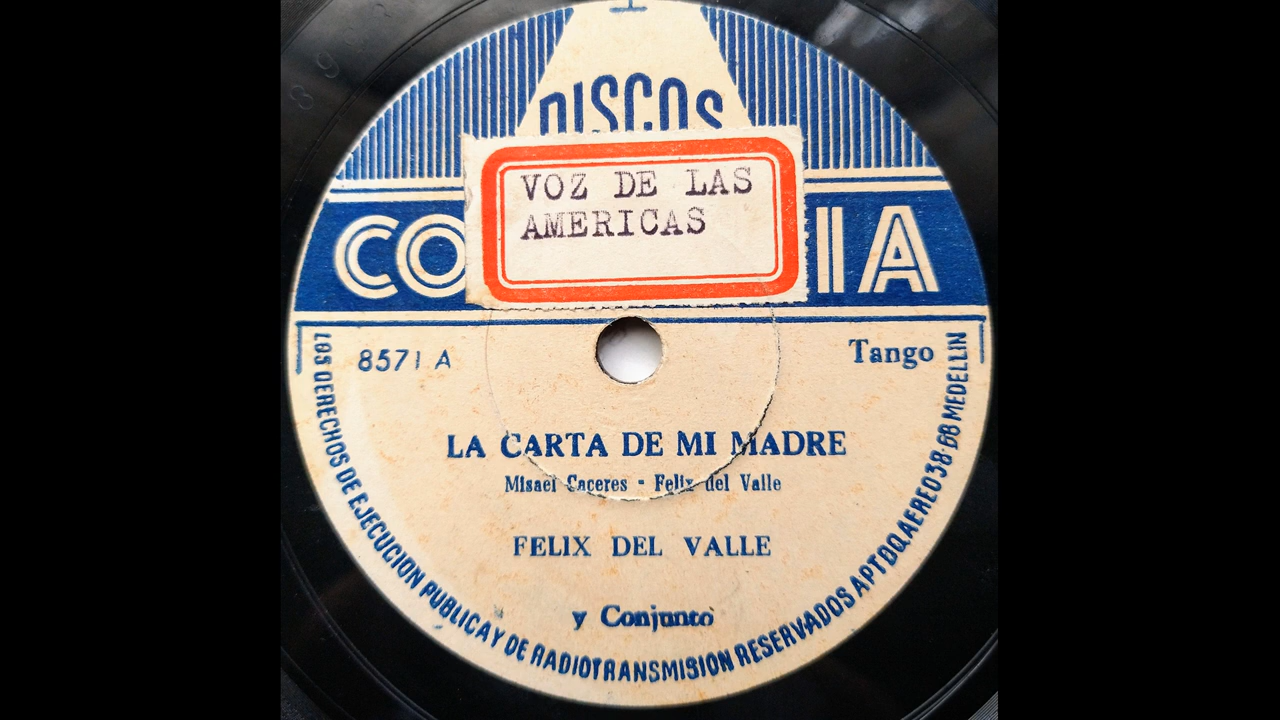 DISCOS
VOZ DE LAS
AMERICAS
CO IA
8571 A
Tango
LA CARTA DE MI MADRE
Misael Caceres - Felix del Valle
FELIX DEL VALLE
y Conjunto
LOS DERECHOS DE EJECUCION PUBLICA Y DE RADIOTRANSMISION RESERVADOS APTDO AEREO 38-68 MEDELLIN